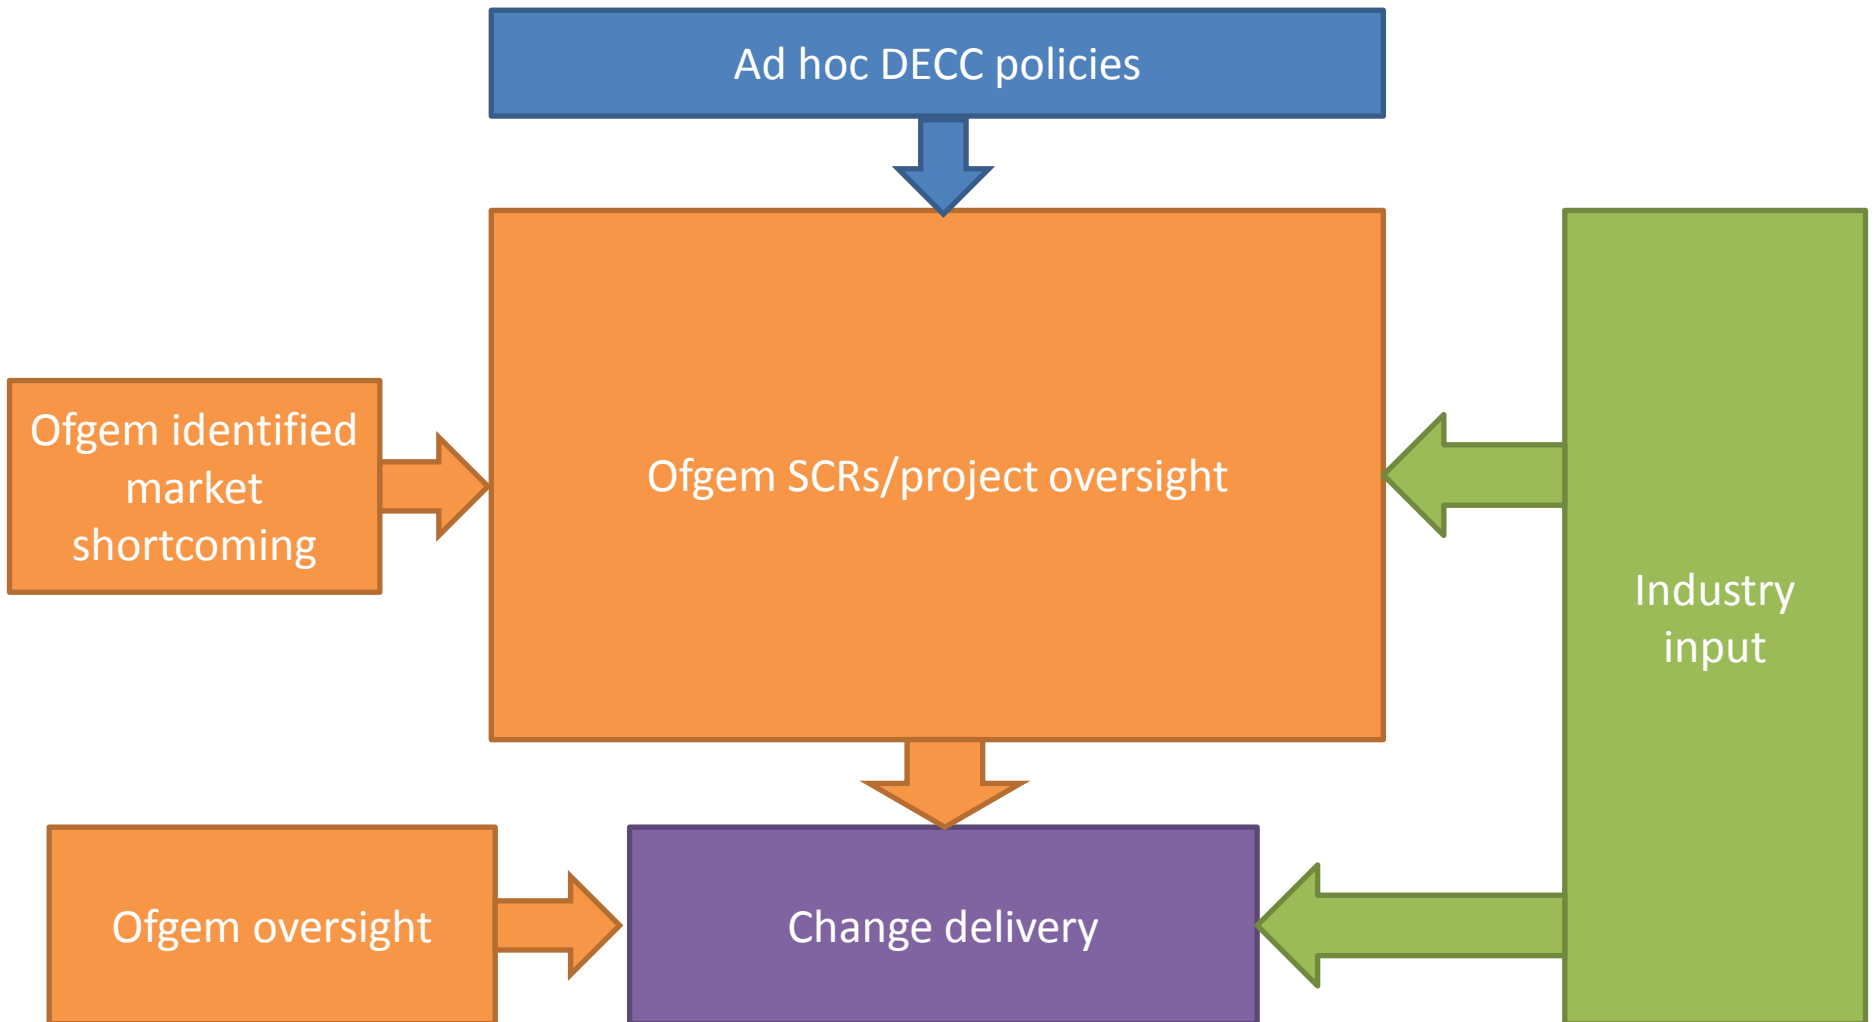 Ad hoc DECC policies
Ofgem identified
market
shortcoming
Ofgem SCRs/project oversight
Industry
input
Ofgem oversight
Change delivery